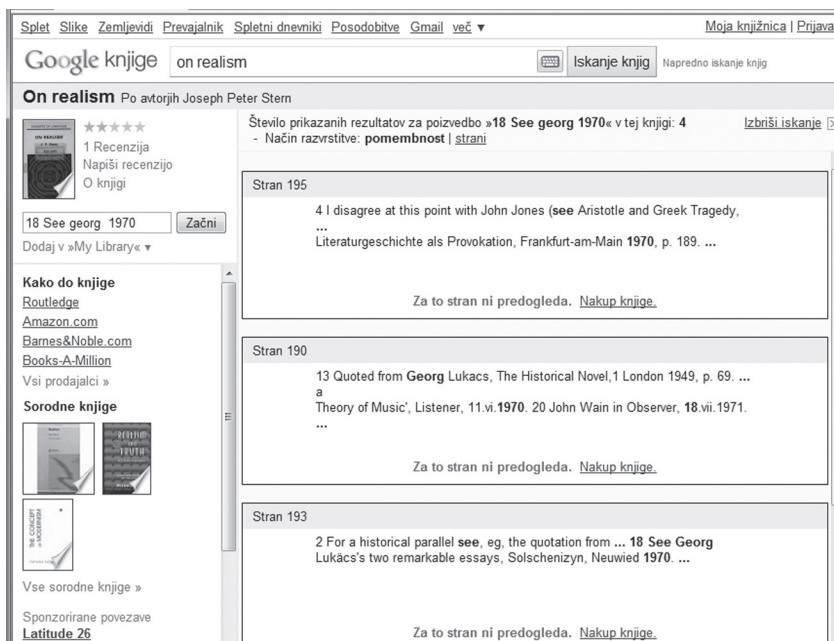 Splet Slike Zemljevidi Prevajalnik Spletni dnevniki Posodobitve Gmail več ▼ Moja knjižnica | Prijava
Google knjige on realism Iskanje knjig Napredno iskanje knjig
On realism Po avtorjih Joseph Peter Stern
1 Recenzija
Napiši recenzijo
O knjigi
18 See georg 1970 Začni
Dodaj v »My Library« ▼
Kako do knjige
Routledge
Amazon.com
Barnes&Noble.com
Books-A-Million
Vsi prodajalci »
Sorodne knjige
REALISM
TRUTH
THE CONCEPT
MODERNISM
Vse sorodne knjige »
Sponzorirane povezave
Latitude 26
Število prikazanih rezultatov za poizvedbo »18 See georg 1970« v tej knjigi: 4 Izbriši iskanje
- Način razvrstitve: pomembnost | strani
Stran 195
4 I disagree at this point with John Jones (see Aristotle and Greek Tragedy,
...
Literaturgeschichte als Provokation, Frankfurt-am-Main 1970, p. 189. ...
Za to stran ni predogleda. Nakup knjige.
Stran 190
13 Quoted from Georg Lukacs, The Historical Novel,1 London 1949, p. 69. ...
a
Theory of Music', Listener, 11.vi.1970. 20 John Wain in Observer, 18.vii.1971.
...
Za to stran ni predogleda. Nakup knjige.
Stran 193
2 For a historical parallel see, eg, the quotation from ... 18 See Georg
Lukäcs's two remarkable essays, Solschenizyn, Neuwied 1970. ...
Za to stran ni predogleda. Nakup knjige.